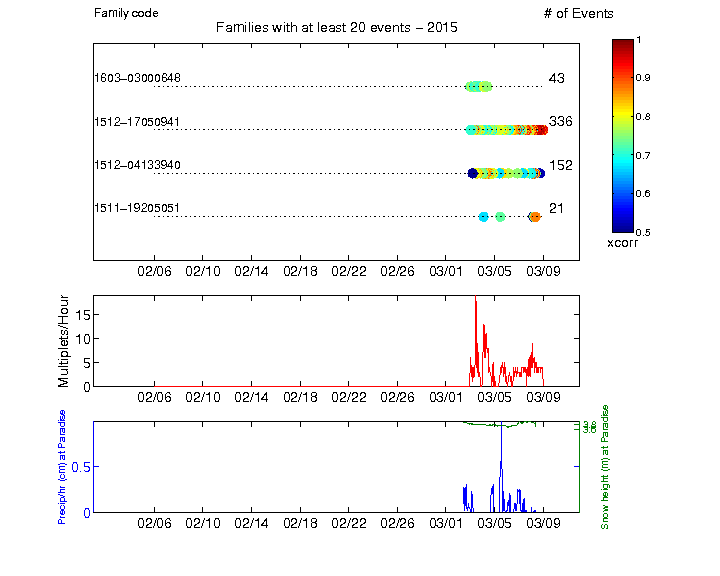 Family code
# of Events
Families with at least 20 events – 2015
1603–03000648 43
1512–17050941 336
1512–04133940 152
1511–19205051 21
02/06 02/10 02/14 02/18 02/22 02/26 03/01 03/05 03/09
1
0.9
0.8
0.7
0.6
0.5
xcorr
Multiplets/Hour
15
10
5
0
02/06 02/10 02/14 02/18 02/22 02/26 03/01 03/05 03/09
Precip/hr (cm) at Paradise
0.5
0
Snow height (m) at Paradise
02/06 02/10 02/14 02/18 02/22 02/26 03/01 03/05 03/09